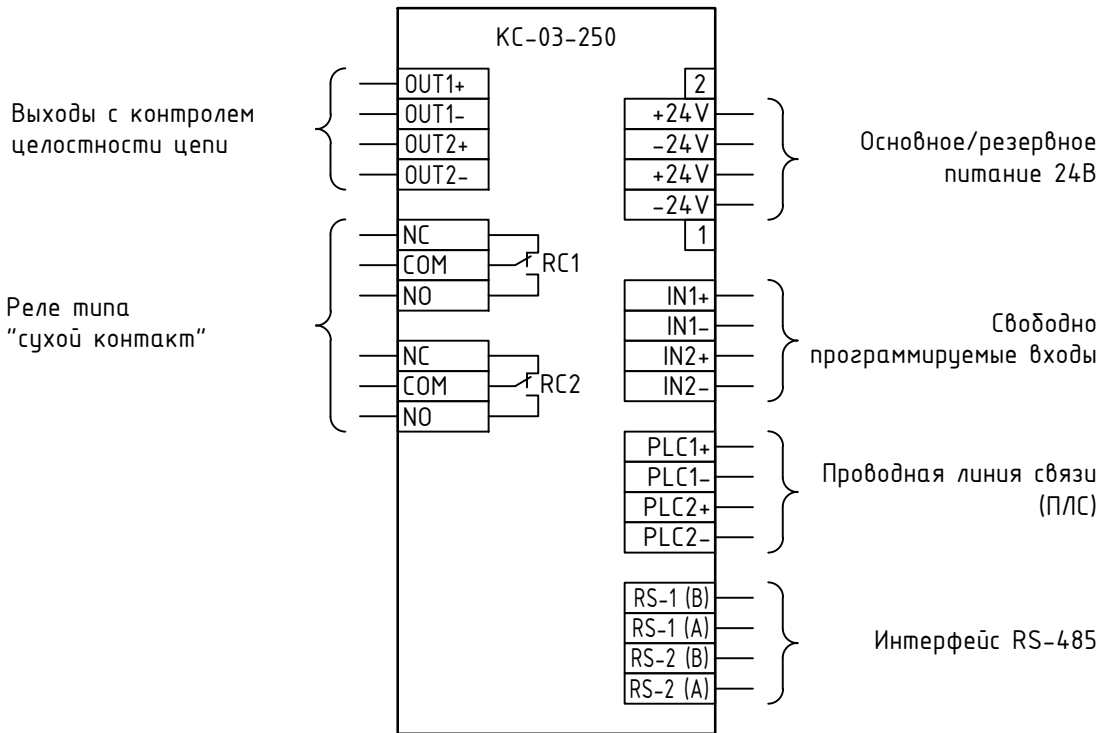 КС-03-250
Выходы с контролем
целостности цепи
OUT1+
OUT1-
OUT2+
OUT2-
2
+24V
-24V
+24V
-24V
1
Основное/резервное
питание 24В
Реле типа
"сухой контакт"
NC
COM
NO
RC1
NC
COM
NO
RC2
IN1+
IN1-
IN2+
IN2-
Свободно
программируемые входы
PLC1+
PLC1-
PLC2+
PLC2-
Проводная линия связи
(ПЛС)
RS-1 (B)
RS-1 (A)
RS-2 (B)
RS-2 (A)
Интерфейс RS-485